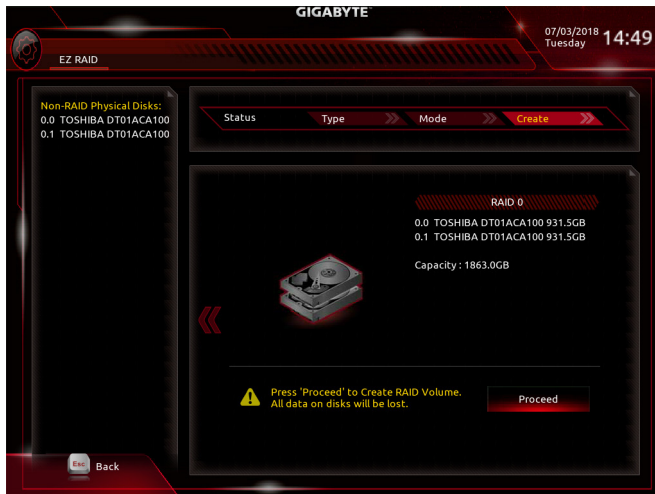 GIGABYTE
07/03/2018
Tuesday
14:49
EZ RAID
Non-RAID Physical Disks:
0.0 TOSHIBA DT01ACA100
0.1 TOSHIBA DT01ACA100
Status Type Mode Create
RAID 0
0.0 TOSHIBA DT01ACA100 931.5GB
0.1 TOSHIBA DT01ACA100 931.5GB
Capacity : 1863.0GB
Press 'Proceed' to Create RAID Volume.
All data on disks will be lost.
Proceed
Esc Back